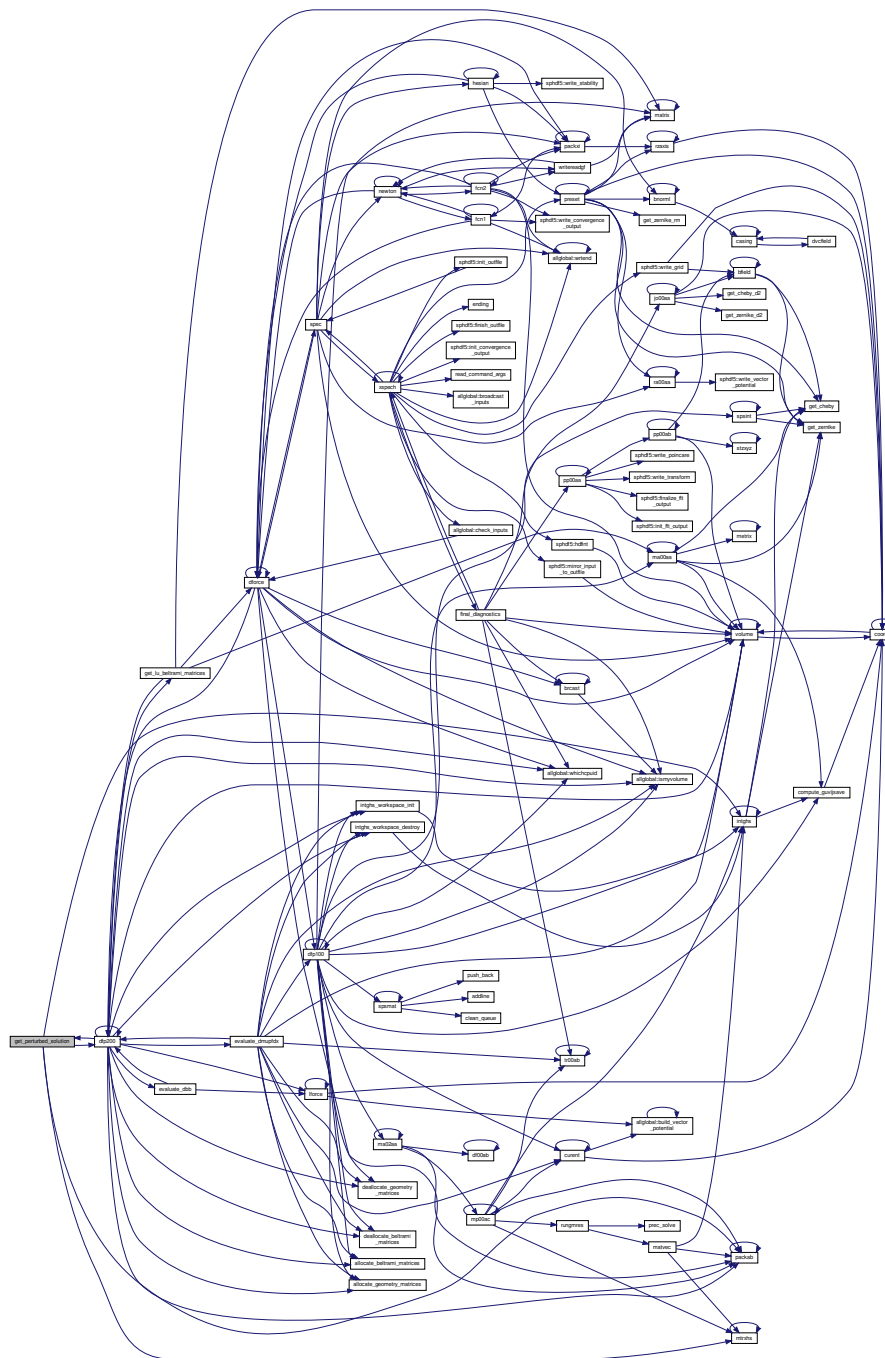 hesian
sphdf5::write_stability
matrix
packxi
rzaxis
writereadgf
newton
fcn2
preset
bnorml
fcn1
sphdf5::write_convergence
_output
get_zernike_rm
casing
dvcfield
allglobal::wrtend
sphdf5::init_outfile
sphdf5::write_grid
bfield
jo00aa
get_cheby_d2
ending
get_zernike_d2
spec
sphdf5::finish_outfile
sphdf5::init_convergence
_output
read_command_args
xspech
ra00aa
sphdf5::write_vector
_potential
allglobal::broadcast
_inputs
get_cheby
spsint
get_zernike
pp00ab
stzxyz
sphdf5::write_poincare
pp00aa
sphdf5::write_transform
sphdf5::finalize_flt
_output
sphdf5::init_flt_output
allglobal::check_inputs
metrix
sphdf5::hdfint
ma00aa
sphdf5::mirror_input
_to_outfile
dforce
final_diagnostics
volume
coords
get_lu_beltrami_matrices
brcast
allglobal::whichcpuid
allglobal::ismyvolume
compute_guvijsave
intghs_workspace_init
intghs
intghs_workspace_destroy
dfp100
push_back
spsmat
addline
clean_queue
get_perturbed_solution
dfp200
evaluate_dmupfdx
tr00ab
evaluate_dbb
lforce
allglobal::build_vector
_potential
ma02aa
df00ab
curent
deallocate_geometry
_matrices
mp00ac
rungmres
prec_solve
deallocate_beltrami
_matrices
matvec
packab
allocate_beltrami_matrices
allocate_geometry_matrices
mtrxhs